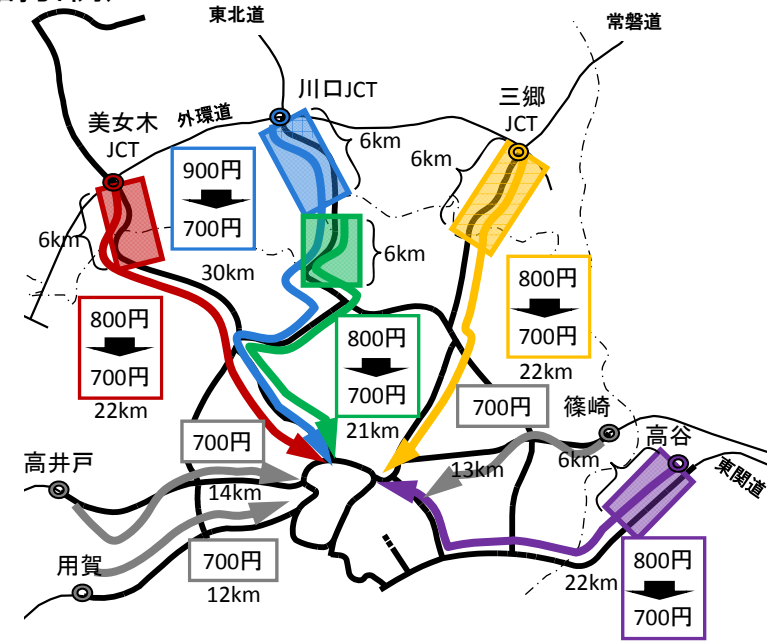 東北道
常磐道
川口JCT
三郷
JCT
外環道
美女木
JCT
6km
6km
900円
700円
6km
6km
30km
800円
700円
22km
800円
700円
22km
800円
700円
21km
700円
篠崎
700円
高谷
13km
6km
東関道
高井戸
14km
用賀
700円
12km
22km
800円
700円